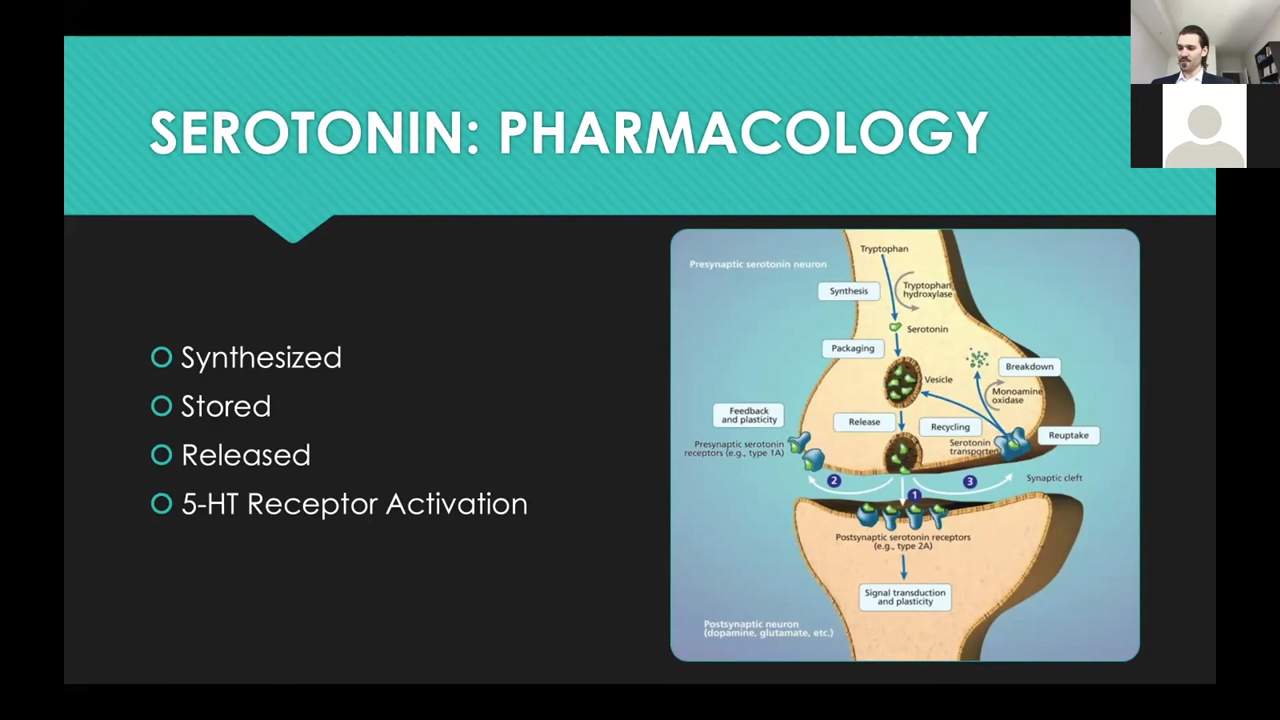 SEROTONIN: PHARMACOLOGY
Synthesized
Stored
Released
5-HT Receptor Activation
Tryptophan
Presynaptic serotonin neuron
Synthesis
Tryptophan
hydroxylase
Serotonin
Packaging
Breakdown
Vesicle
Monoamine
oxidase
Feedback
and plasticity
Release
Recycling
Reuptake
Presynaptic serotonin
receptors (e.g., type 1A)
Serotonin
transporter
Synaptic cleft
2
3
1
Postsynaptic serotonin receptors
(e.g., type 2A)
Signal transduction
and plasticity
Postsynaptic neuron
(dopamine, glutamate, etc.)